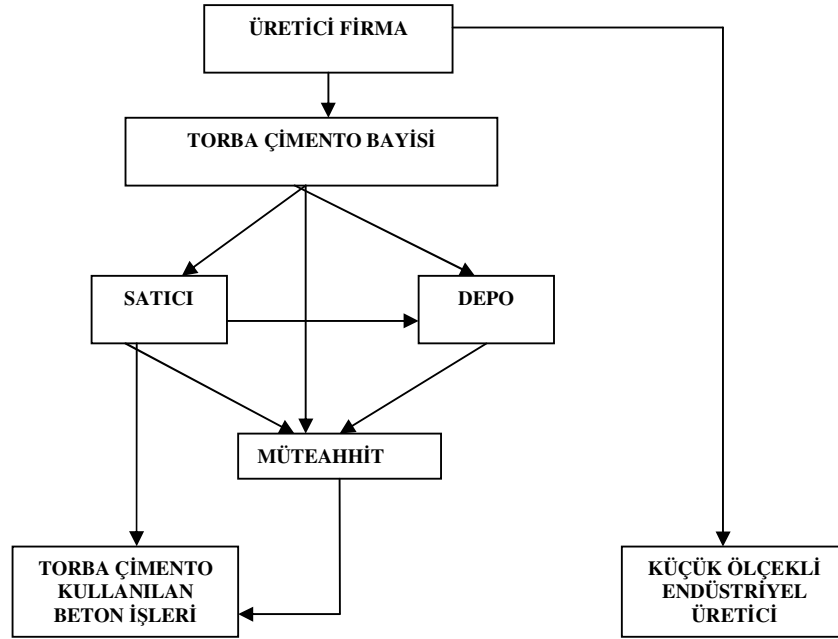 ÜRETİCİ FİRMA
TORBA ÇİMENTO BAYİSİ
SATICI
DEPO
MÜTEAHHİT
TORBA ÇİMENTO
KULLANILAN
BETON İŞLERİ
KÜÇÜK ÖLÇEKLİ
ENDÜSTRİYEL
ÜRETİCİ